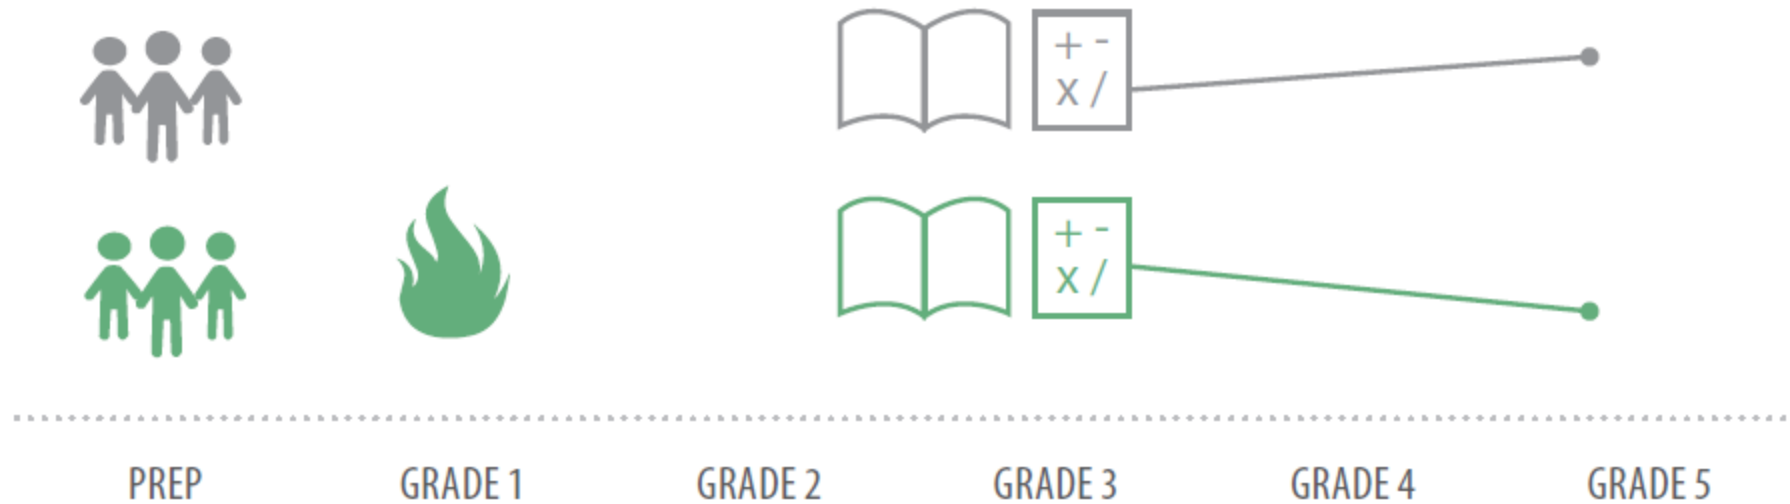 + -
x /
+ -
x /
PREP GRADE 1 GRADE 2 GRADE 3 GRADE 4 GRADE 5